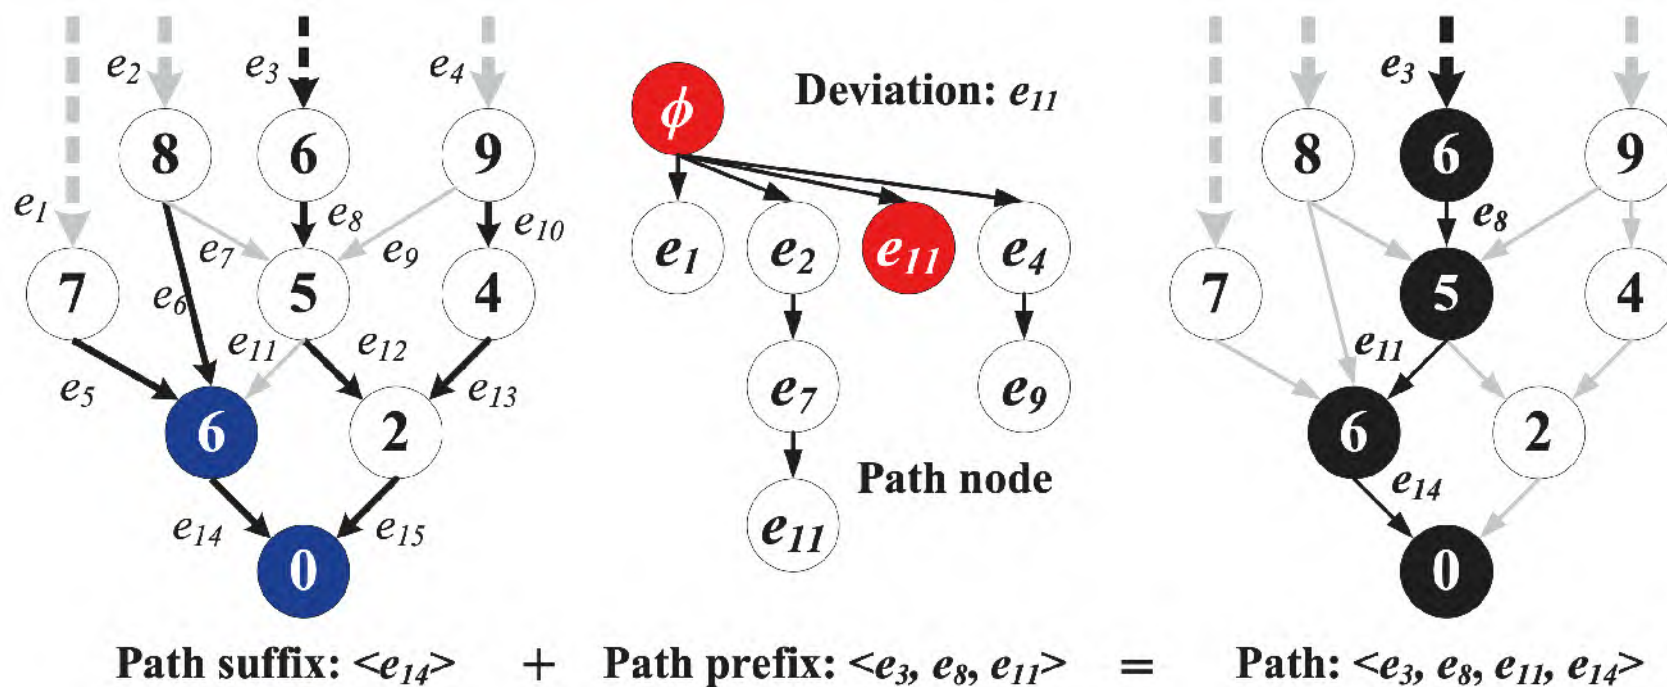 e1
e2
e3
e4
8
6
9
e7
e8
e9
e10
7
e6
5
4
e5
e11
e12
e13
6
2
e14
e15
0
Path suffix: <e14>
+
ϕ
Deviation: e11
e1
e2
e11
e4
e7
e9
Path node
e11
Path prefix: <e3, e8, e11>
=
e3
8
6
9
e8
7
5
4
e11
6
2
e14
0
Path: <e3, e8, e11, e14>